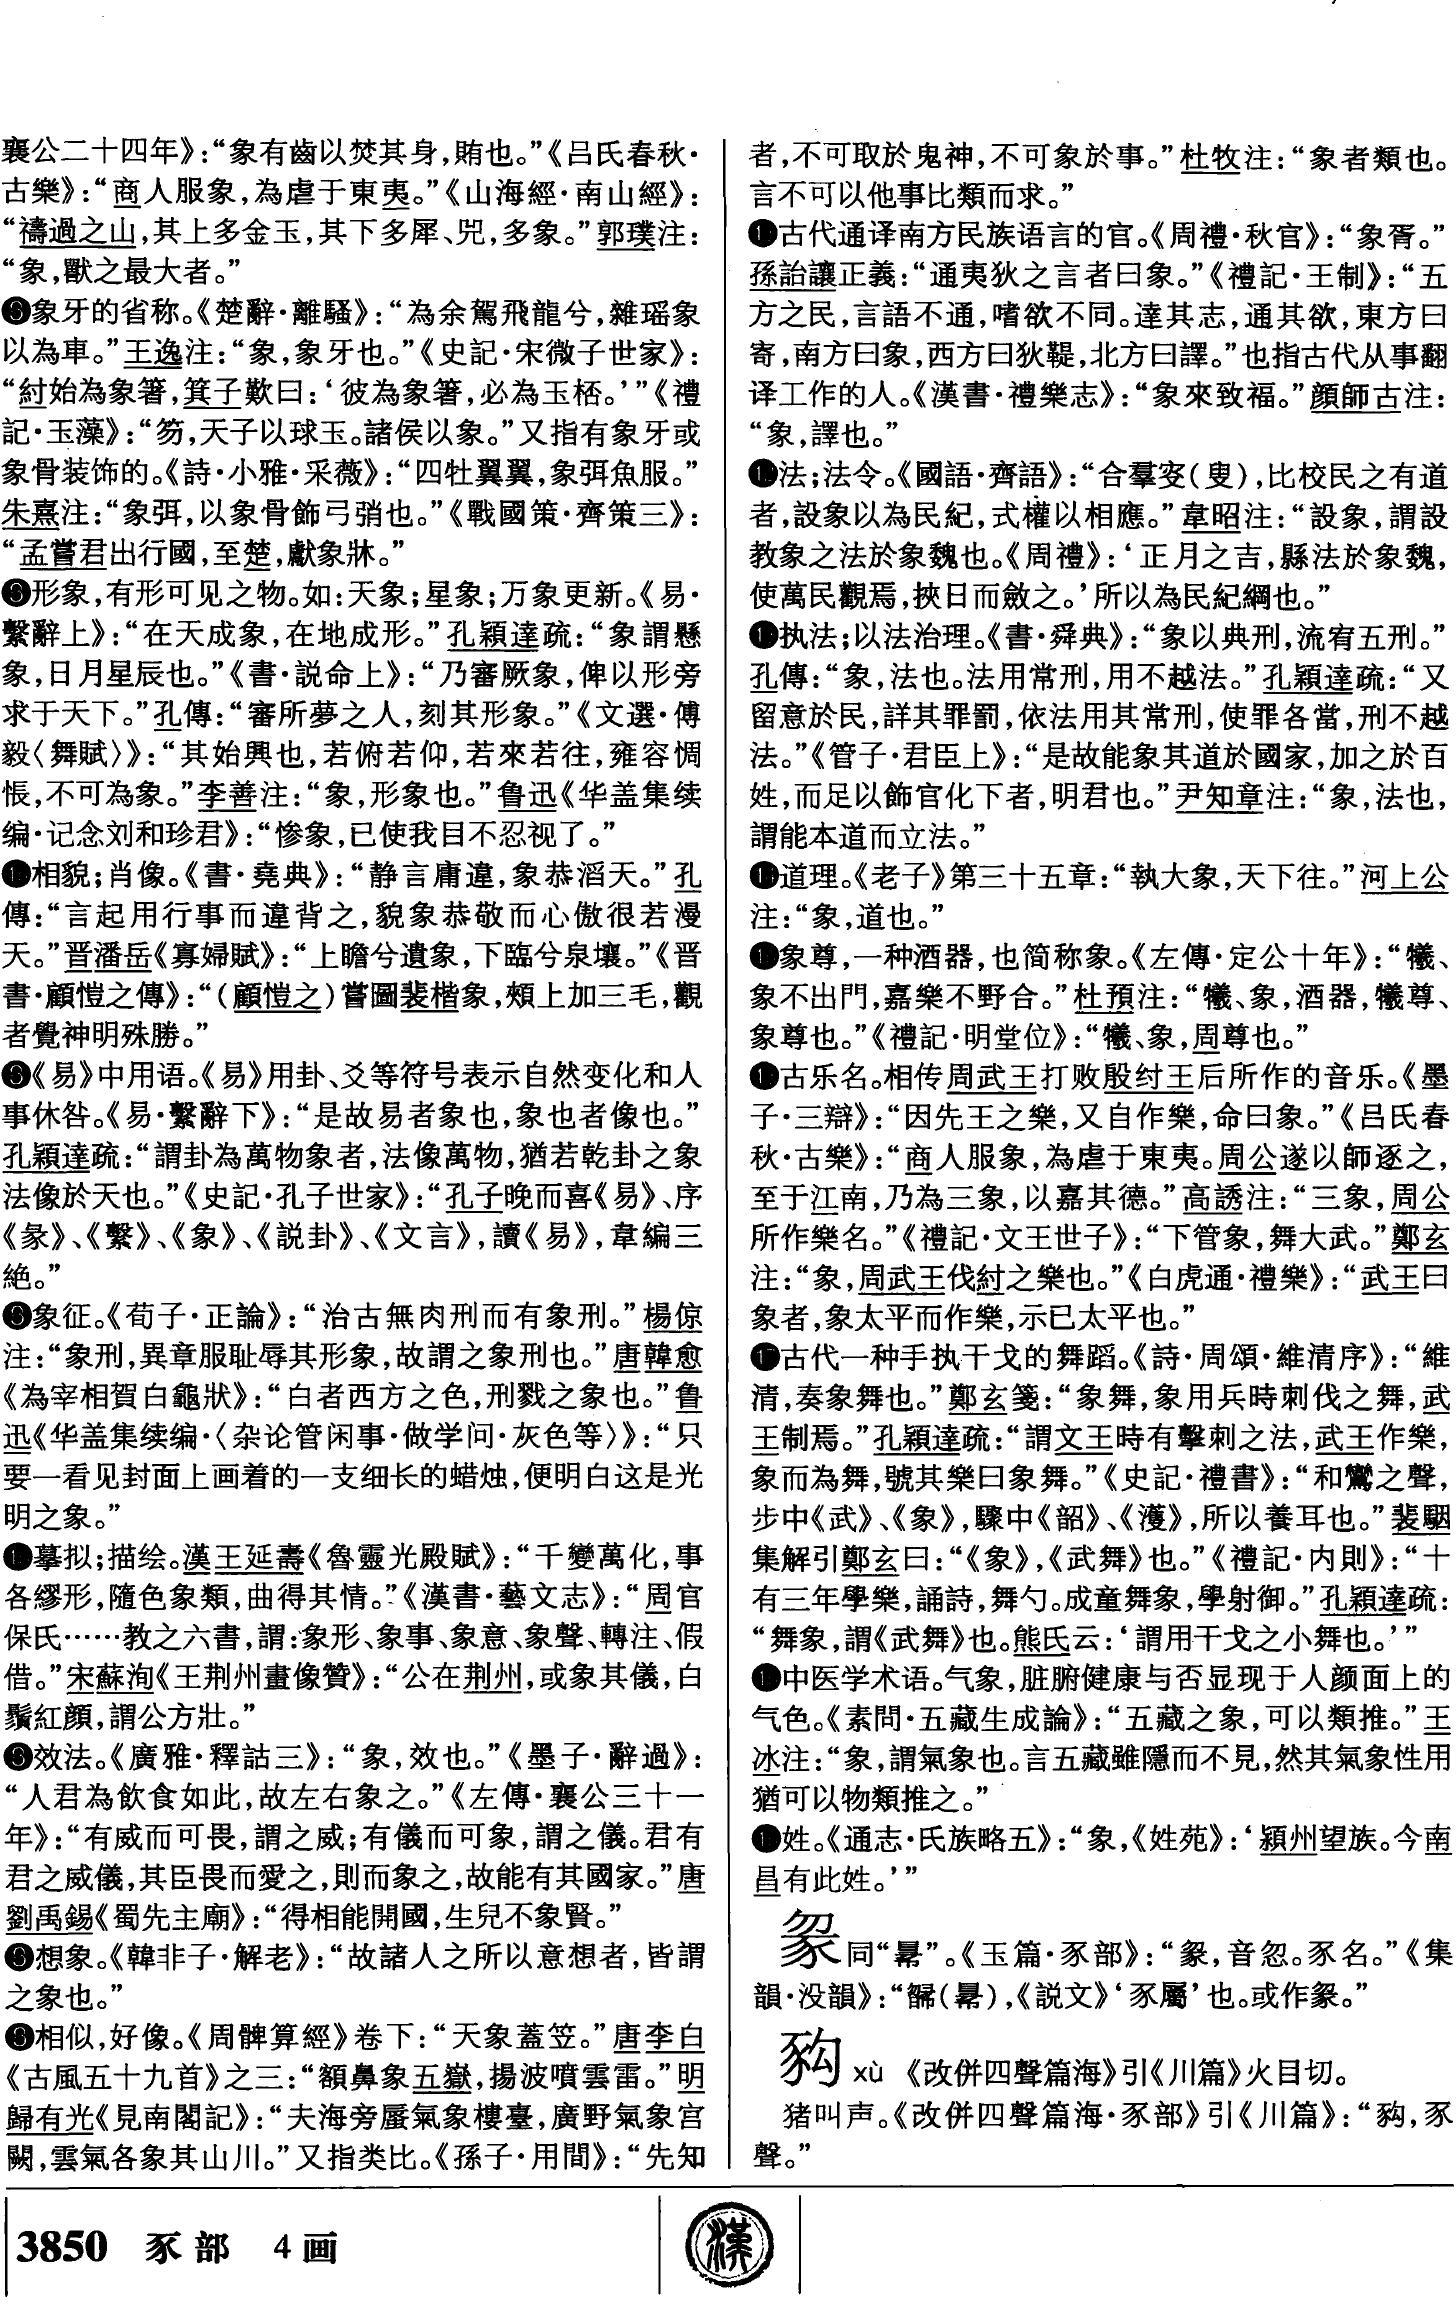 襄公二十四年》：“象有齒以焚其身，賄也。”《吕氏春秋·
古樂》：“商人服象，為虐于東夷。”《山海經·南山經》：
“禱過之山，其上多金玉，其下多犀、兕，多象。”郭璞注：
“象，獸之最大者。”
象牙的省称。《楚辭·離騷》：“為余駕飛龍兮，雜瑶象
以為車。”王逸注：“象，象牙也。”《史記·宋微子世家》：
“紂始為象箸，箕子歎曰：‘彼為象箸，必為玉桮。’”《禮
記·玉藻》：“笏，天子以球玉。諸侯以象。”又指有象牙或
象骨装饰的。《詩·小雅·采薇》：“四牡翼翼，象弭魚服。”
朱熹注：“象弭，以象骨飾弓弰也。”《戰國策·齊策三》：
“孟嘗君出行國，至楚，獻象牀。”
形象，有形可见之物。如：天象；星象；万象更新。《易·
繫辭上》：“在天成象，在地成形。”孔穎達疏：“象謂懸
象，日月星辰也。”《書·説命上》：“乃審厥象，俾以形旁
求于天下。”孔傳：“審所夢之人，刻其形象。”《文選·傅
毅〈舞賦〉》：“其始興也，若俯若仰，若來若往，雍容惆
悵，不可為象。”李善注：“象，形象也。”鲁迅《华盖集续
编·记念刘和珍君》：“惨象，已使我目不忍视了。”
相貌；肖像。《書·堯典》：“静言庸違，象恭滔天。”孔
傳：“言起用行事而違背之，貌象恭敬而心傲很若漫
天。”晋潘岳《寡婦賦》：“上瞻兮遺象，下臨兮泉壤。”《晋
書·顧愷之傳》：“（顧愷之）嘗圖裴楷象，頰上加三毛，觀
者覺神明殊勝。”
《易》中用语。《易》用卦、爻等符号表示自然变化和人
事休咎。《易·繫辭下》：“是故易者象也，象也者像也。”
孔穎達疏：“謂卦為萬物象者，法像萬物，猶若乾卦之象
法像於天也。”《史記·孔子世家》：“孔子晚而喜《易》、序
《彖》、《繫》、《象》、《説卦》、《文言》，讀《易》，韋編三
絶。”
象征。《荀子·正論》：“治古無肉刑而有象刑。”楊倞
注：“象刑，異章服耻辱其形象，故謂之象刑也。”唐韓愈
《為宰相賀白龜狀》：“白者西方之色，刑戮之象也。”鲁
迅《华盖集续编·〈杂论管闲事·做学问·灰色等〉》：“只
要一看见封面上画着的一支细长的蜡烛，便明白这是光
明之象。”
摹拟；描绘。漢王延壽《魯靈光殿賦》：“千變萬化，事
各繆形，隨色象類，曲得其情。”《漢書·藝文志》：“周官
保氏……教之六書，謂：象形、象事、象意、象聲、轉注、假
借。”宋蘇洵《王荆州畫像贊》：“公在荆州，或象其儀，白
鬚紅顔，謂公方壯。”
效法。《廣雅·釋詁三》：“象，效也。”《墨子·辭過》：
“人君為飲食如此，故左右象之。”《左傳·襄公三十一
年》：“有威而可畏，謂之威；有儀而可象，謂之儀。君有
君之威儀，其臣畏而愛之，則而象之，故能有其國家。”唐
劉禹錫《蜀先主廟》：“得相能開國，生兒不象賢。”
想象。《韓非子·解老》：“故諸人之所以意想者，皆謂
之象也。”
相似，好像。《周髀算經》卷下：“天象蓋笠。”唐李白
《古風五十九首》之三：“額鼻象五嶽，揚波噴雲雷。”明
歸有光《見南閣記》：“夫海旁蜃氣象樓臺，廣野氣象宫
闕，雲氣各象其山川。”又指类比。《孫子·用間》：“先知
者，不可取於鬼神，不可象於事。”杜牧注：“象者類也。
言不可以他事比類而求。”
古代通译南方民族语言的官。《周禮·秋官》：“象胥。”
孫詒讓正義：“通夷狄之言者曰象。”《禮記·王制》：“五
方之民，言語不通，嗜欲不同。達其志，通其欲，東方曰
寄，南方曰象，西方曰狄鞮，北方曰譯。”也指古代从事翻
译工作的人。《漢書·禮樂志》：“象來致福。”顔師古注：
“象，譯也。”
法；法令。《國語·齊語》：“合羣叜（叟），比校民之有道
者，設象以為民紀，式權以相應。”韋昭注：“設象，謂設
教象之法於象魏也。《周禮》：‘正月之吉，縣法於象魏，
使萬民觀焉，挾日而斂之。’所以為民紀綱也。”
执法；以法治理。《書·舜典》：“象以典刑，流宥五刑。”
孔傳：“象，法也。法用常刑，用不越法。”孔穎達疏：“又
留意於民，詳其罪罰，依法用其常刑，使罪各當，刑不越
法。”《管子·君臣上》：“是故能象其道於國家，加之於百
姓，而足以飾官化下者，明君也。”尹知章注：“象，法也，
謂能本道而立法。”
道理。《老子》第三十五章：“執大象，天下往。”河上公
注：“象，道也。”
象尊，一种酒器，也简称象。《左傳·定公十年》：“犧、
象不出門，嘉樂不野合。”杜預注：“犧、象，酒器，犧尊、
象尊也。”《禮記·明堂位》：“犧、象，周尊也。”
古乐名。相传周武王打败殷纣王后所作的音乐。《墨
子·三辯》：“因先王之樂，又自作樂，命曰象。”《吕氏春
秋·古樂》：“商人服象，為虐于東夷。周公遂以師逐之，
至于江南，乃為三象，以嘉其德。”高誘注：“三象，周公
所作樂名。”《禮記·文王世子》：“下管象，舞大武。”鄭玄
注：“象，周武王伐紂之樂也。”《白虎通·禮樂》：“武王曰
象者，象太平而作樂，示已太平也。”
古代一种手执干戈的舞蹈。《詩·周頌·維清序》：“維
清，奏象舞也。”鄭玄箋：“象舞，象用兵時刺伐之舞，武
王制焉。”孔穎達疏：“謂文王時有擊刺之法，武王作樂，
象而為舞，號其樂曰象舞。”《史記·禮書》：“和鸞之聲，
步中《武》、《象》，驟中《韶》、《濩》，所以養耳也。”裴駰
集解引鄭玄曰：“《象》，《武舞》也。”《禮記·内則》：“十
有三年學樂，誦詩，舞勺。成童舞象，學射御。”孔穎達疏：
“舞象，謂《武舞》也。熊氏云：‘謂用干戈之小舞也。’”
中医学术语。气象，脏腑健康与否显现于人颜面上的
气色。《素問·五藏生成論》：“五藏之象，可以類推。”王
冰注：“象，謂氣象也。言五藏雖隱而不見，然其氣象性用
猶可以物類推之。”
姓。《通志·氏族略五》：“象，《姓苑》：‘潁州望族。今南
昌有此姓。’”
同“㣇”。《玉篇·豕部》：“，音忽。豕名。”《集
韻·没韻》：“（㣇），《説文》‘豕屬’也。或作。”
xù 《改併四聲篇海》引《川篇》火目切。
猪叫声。《改併四聲篇海·豕部》引《川篇》：“，豕
聲。”
3850 豕部 4画
漢